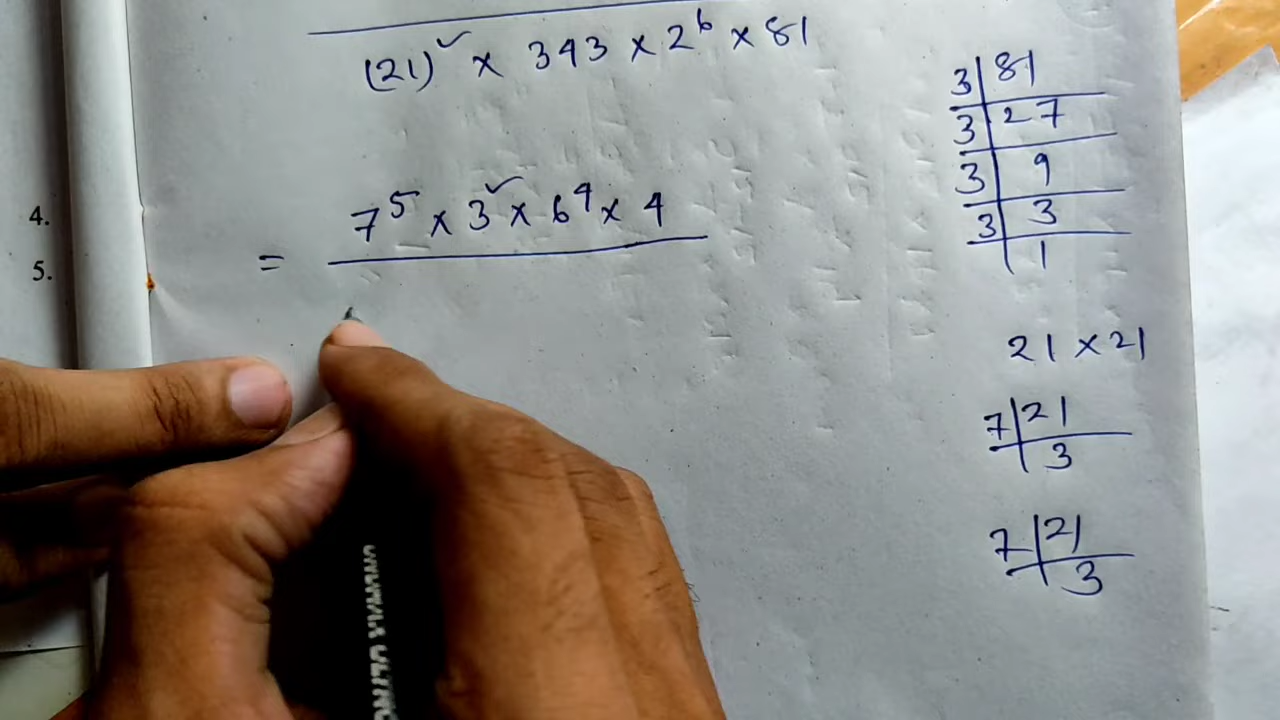 (21)² × 343 × 2⁶ × 81
= 7⁵ × 3² × 6⁴ × 4
4.
5.
3 | 81
3 | 27
3 | 9
3 | 3
1
21 × 21
7 | 21
3
7 | 21
3